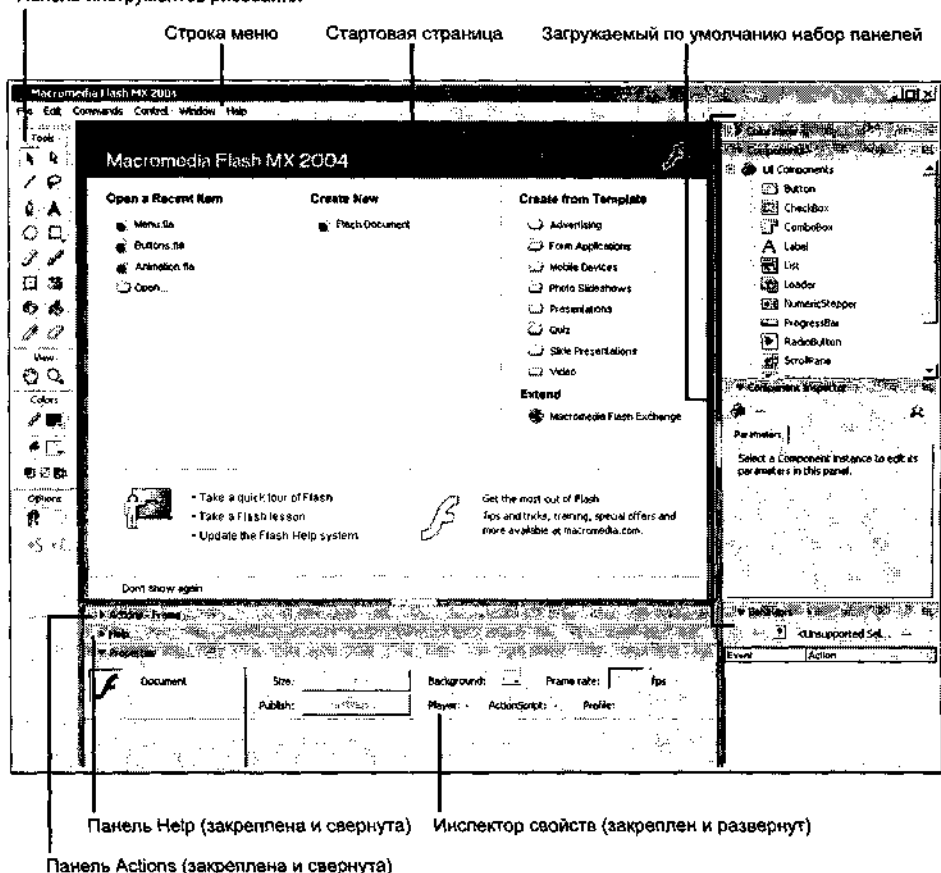 Панель инструментов рисования
Строка меню
Стартовая страница
Загружаемый по умолчанию набор панелей
Macromedia Flash MX 2004
File Edit Commands Control Window Help
Tools
View
Colors
Options
Macromedia Flash MX 2004
Open a Recent Item
Menu.fla
Buttons.fla
Animation.fla
Open...
Create New
Flash Document
Create from Template
Advertising
Form Applications
Mobile Devices
Photo Slideshows
Presentations
Quiz
Slide Presentations
Video
Extend
Macromedia Flash Exchange
• Take a quick tour of Flash
• Take a Flash lesson
• Update the Flash Help system
Get the most out of Flash
Tips and tricks, training, special offers and
more available at macromedia.com.
Don't show again
Components
UI Components
Button
CheckBox
ComboBox
Label
List
Loader
NumericStepper
ProgressBar
RadioButton
ScrollPane
Component Inspector
Parameters
Select a Component Instance to edit its
parameters in this panel.
Behaviors
<Unsupported Sel...
Event Action
Actions - Frame
Help
Properties
Document
Size:
Background:
Frame rate: fps
Publish:
Player:
ActionScript:
Profile:
Панель Help (закреплена и свернута)
Инспектор свойств (закреплен и развернут)
Панель Actions (закреплена и свернута)